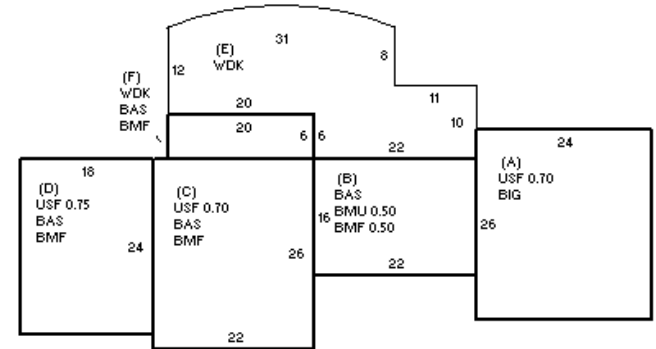 31
(E)
WDK
8
12
(F)
WDK
BAS
BMF
20
20
6
6
11
10
22
24
(A)
USF 0.70
BIG
26
18
(D)
USF 0.75
BAS
BMF
24
(C)
USF 0.70
BAS
BMF
26
22
(B)
BAS
BMU 0.50
BMF 0.50
16
22